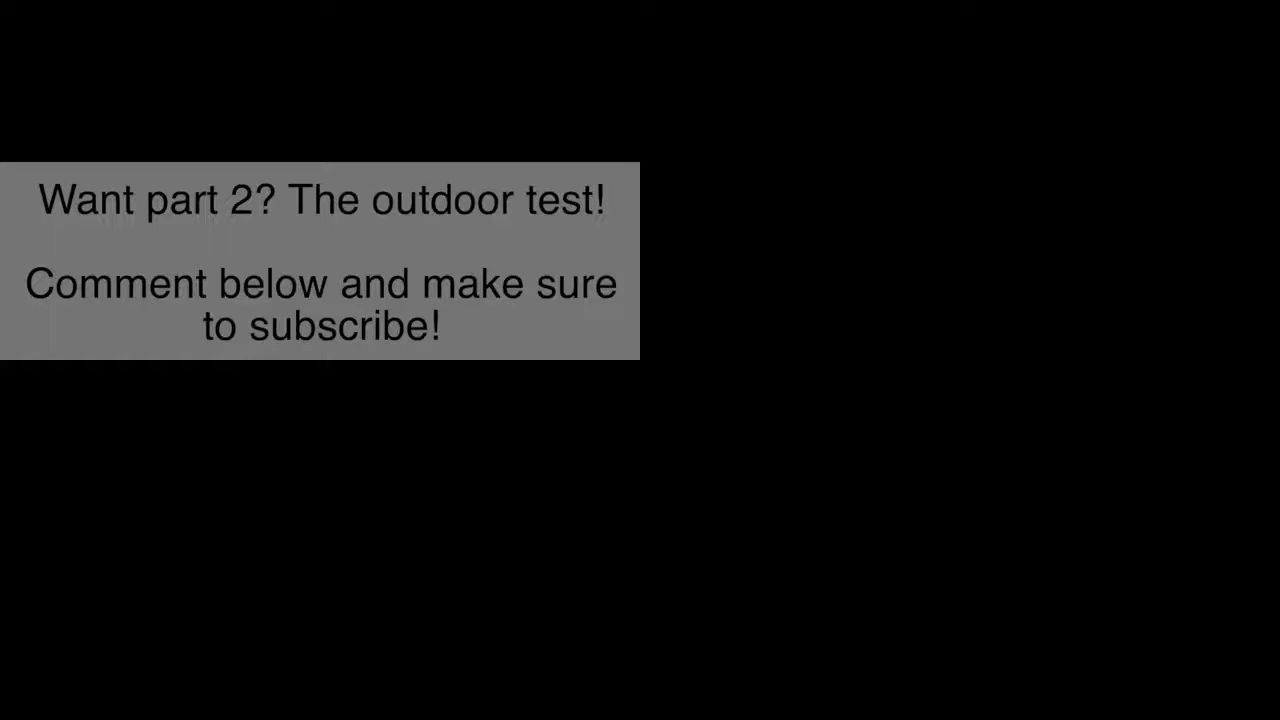 Want part 2? The outdoor test!
Comment below and make sure
to subscribe!